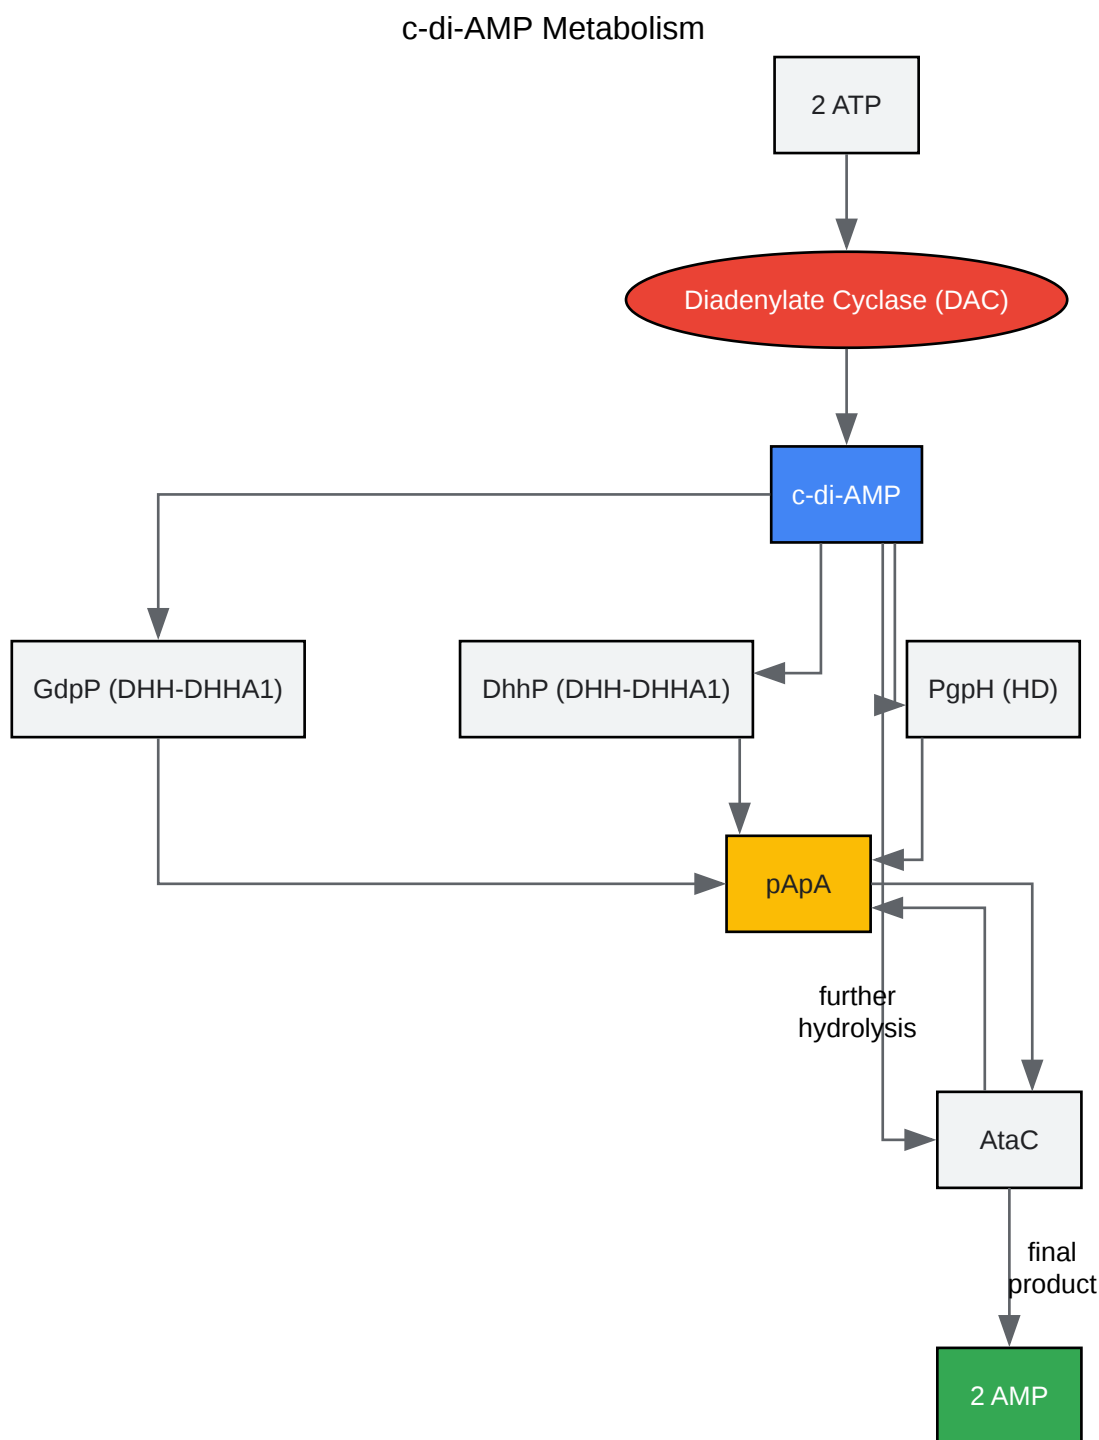 c-di-AMP Metabolism
2 ATP
Diadenylate Cyclase (DAC)
c-di-AMP
GdpP (DHH-DHHA1)
DhhP (DHH-DHHA1)
PgpH (HD)
pApA
further
hydrolysis
AtaC
final
product
2 AMP